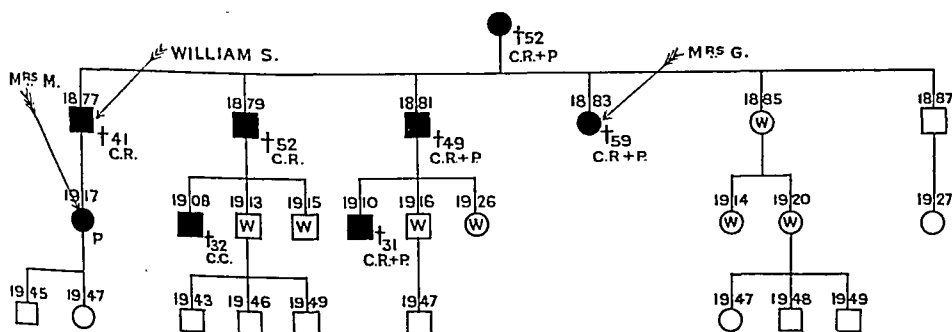 †52
C.R.+P
WILLIAM S.
MRS G.
MRS M.
1877
1879
1881
1883
1885
1887
†41
C.R.
†52
C.R.
†49
C.R+P
†59
C.R+P.
W
1917
1908
1913
1915
1910
1916
1926
1914
1920
1927
P
†32
C.C.
W
W
†31
C.R.+P.
W
W
W
W
1945
1947
1943
1946
1949
1947
1947
1948
1949